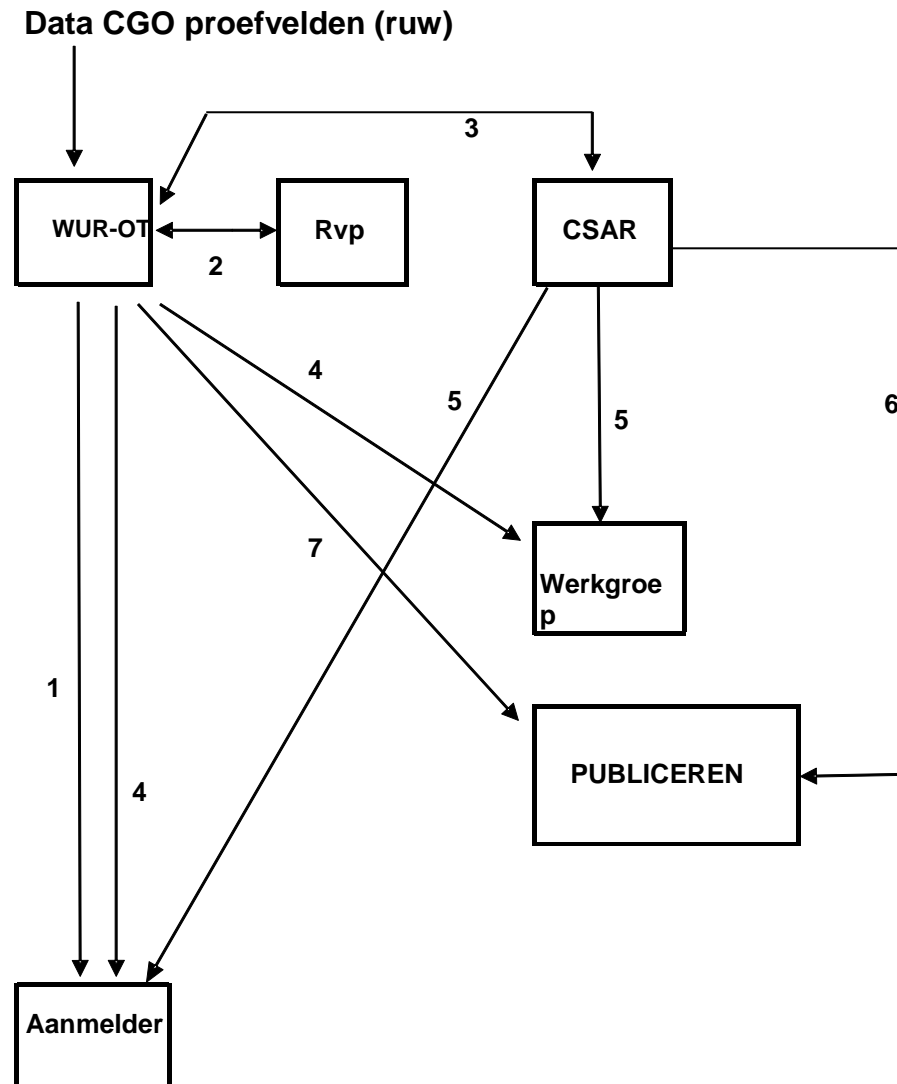 Data CGO proefvelden (ruw)
3
WUR-OT
Rvp
CSAR
2
4
5
5
6
7
Werkgroe
p
1
PUBLICEREN
4
Aanmelder